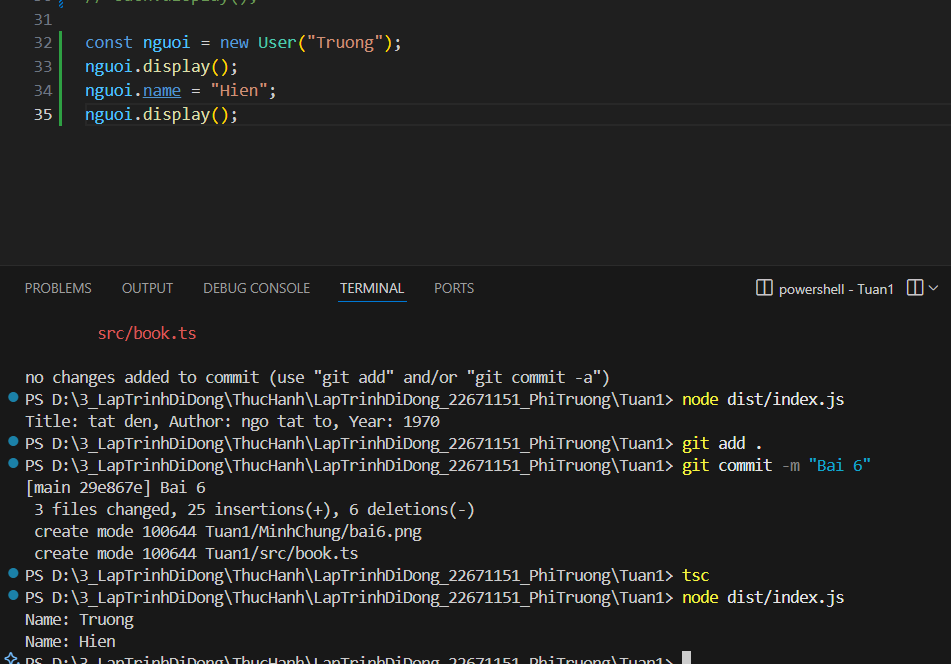 31
32 const nguoi = new User("Truong");
33 nguoi.display();
34 nguoi.name = "Hien";
35 nguoi.display();
PROBLEMS OUTPUT DEBUG CONSOLE TERMINAL PORTS powershell - Tuan1
src/book.ts
no changes added to commit (use "git add" and/or "git commit -a")
PS D:\3_LapTrinhDiDong\ThucHanh\LapTrinhDiDong_22671151_PhiTruong\Tuan1> node dist/index.js
Title: tat den, Author: ngo tat to, Year: 1970
PS D:\3_LapTrinhDiDong\ThucHanh\LapTrinhDiDong_22671151_PhiTruong\Tuan1> git add .
PS D:\3_LapTrinhDiDong\ThucHanh\LapTrinhDiDong_22671151_PhiTruong\Tuan1> git commit -m "Bai 6"
[main 29e867e] Bai 6
3 files changed, 25 insertions(+), 6 deletions(-)
create mode 100644 Tuan1/MinhChung/bai6.png
create mode 100644 Tuan1/src/book.ts
PS D:\3_LapTrinhDiDong\ThucHanh\LapTrinhDiDong_22671151_PhiTruong\Tuan1> tsc
PS D:\3_LapTrinhDiDong\ThucHanh\LapTrinhDiDong_22671151_PhiTruong\Tuan1> node dist/index.js
Name: Truong
Name: Hien
PS D:\3_LapTrinhDiDong\ThucHanh\LapTrinhDiDong_22671151_PhiTruong\Tuan1>